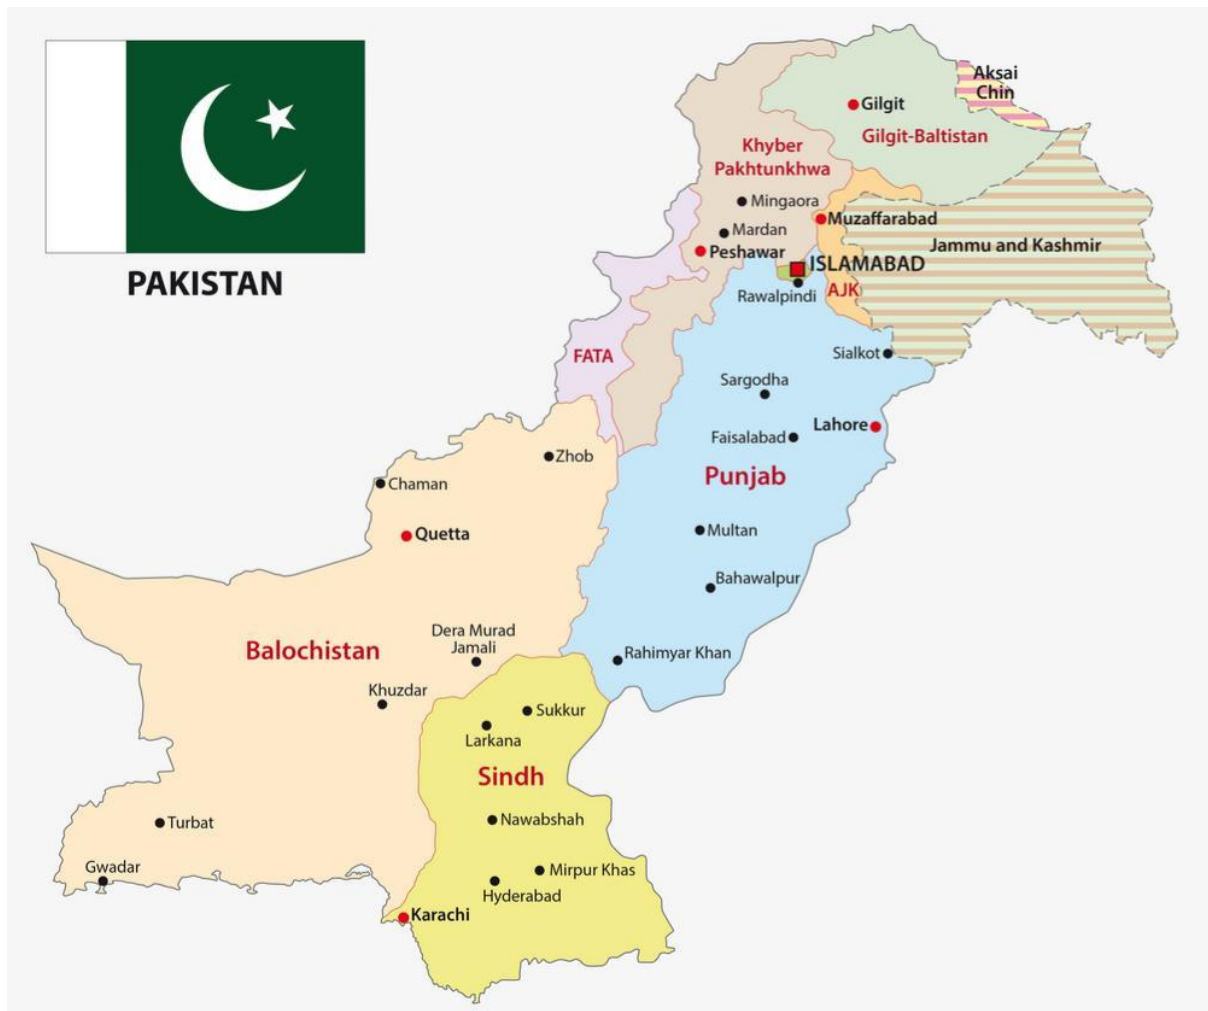 PAKISTAN
Aksai
Chin
Gilgit
Gilgit-Baltistan
Khyber
Pakhtunkhwa
Mingaora
Muzaffarabad
Mardan
Jammu and Kashmir
Peshawar
ISLAMABAD
Rawalpindi
AJK
FATA
Sialkot
Sargodha
Lahore
Faisalabad
Zhob
Punjab
Chaman
Multan
Quetta
Bahawalpur
Dera Murad
Jamali
Balochistan
Rahimyar Khan
Khuzdar
Sukkur
Larkana
Sindh
Nawabshah
Turbat
Gwadar
Mirpur Khas
Hyderabad
Karachi